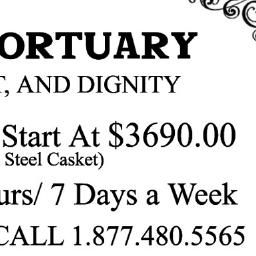 ORTUARY
, AND DIGNITY
Start At $3690.00
Steel Casket)
urs/ 7 Days a Week
CALL 1.877.480.5565